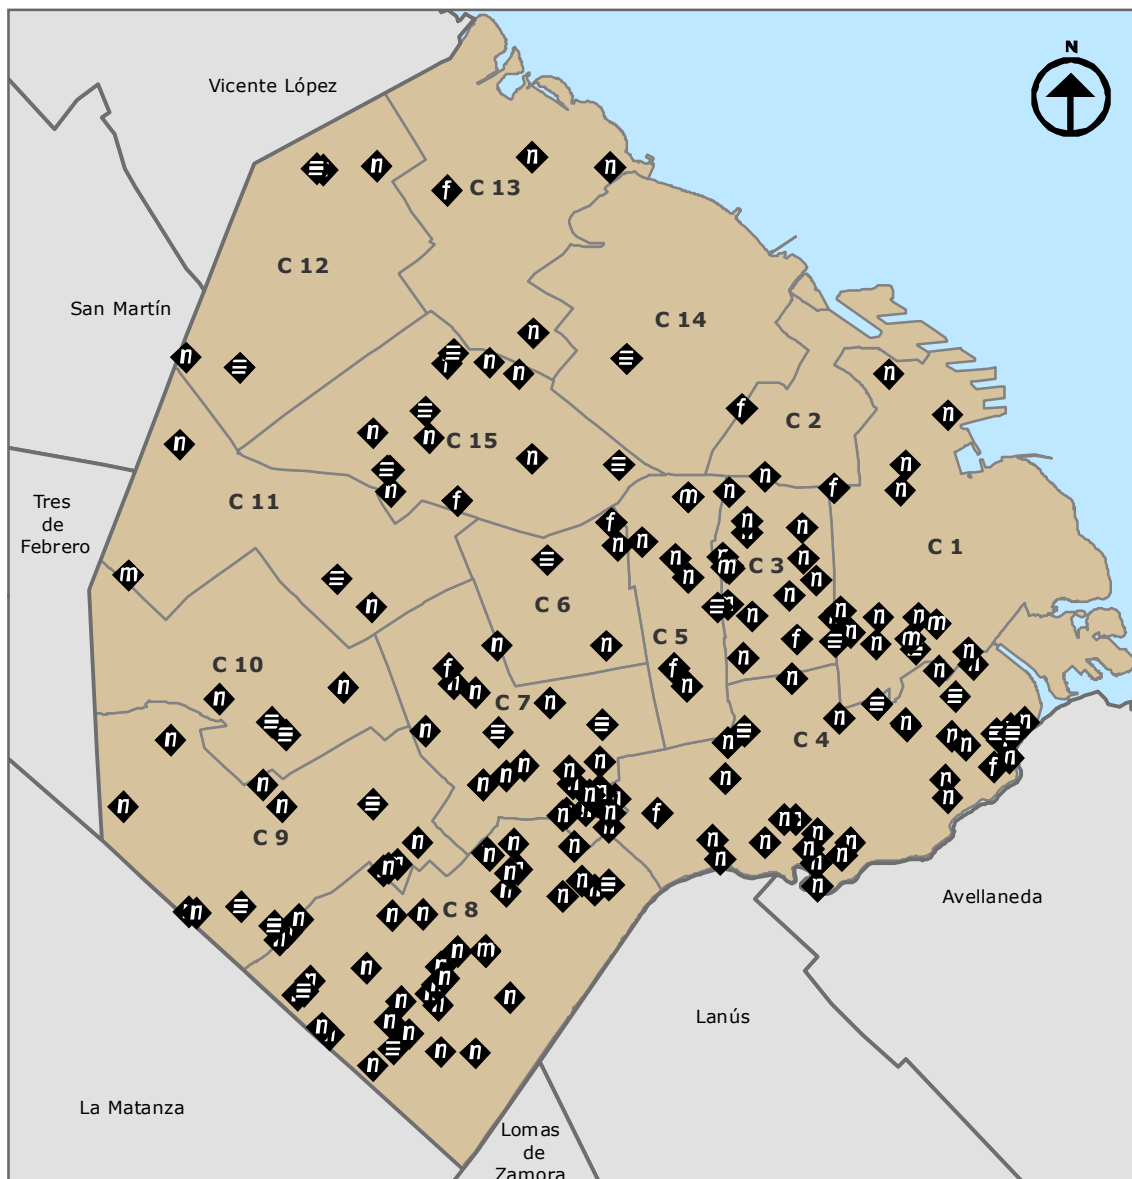 N
Vicente López
C 13
C 12
San Martín
C 14
C 2
C 15
Tres
de
Febrero
C 11
C 1
C 3
C 6
C 5
C 10
C 7
C 4
C 9
Avellaneda
C 8
Lanús
La Matanza
Lomas
de
Zamora